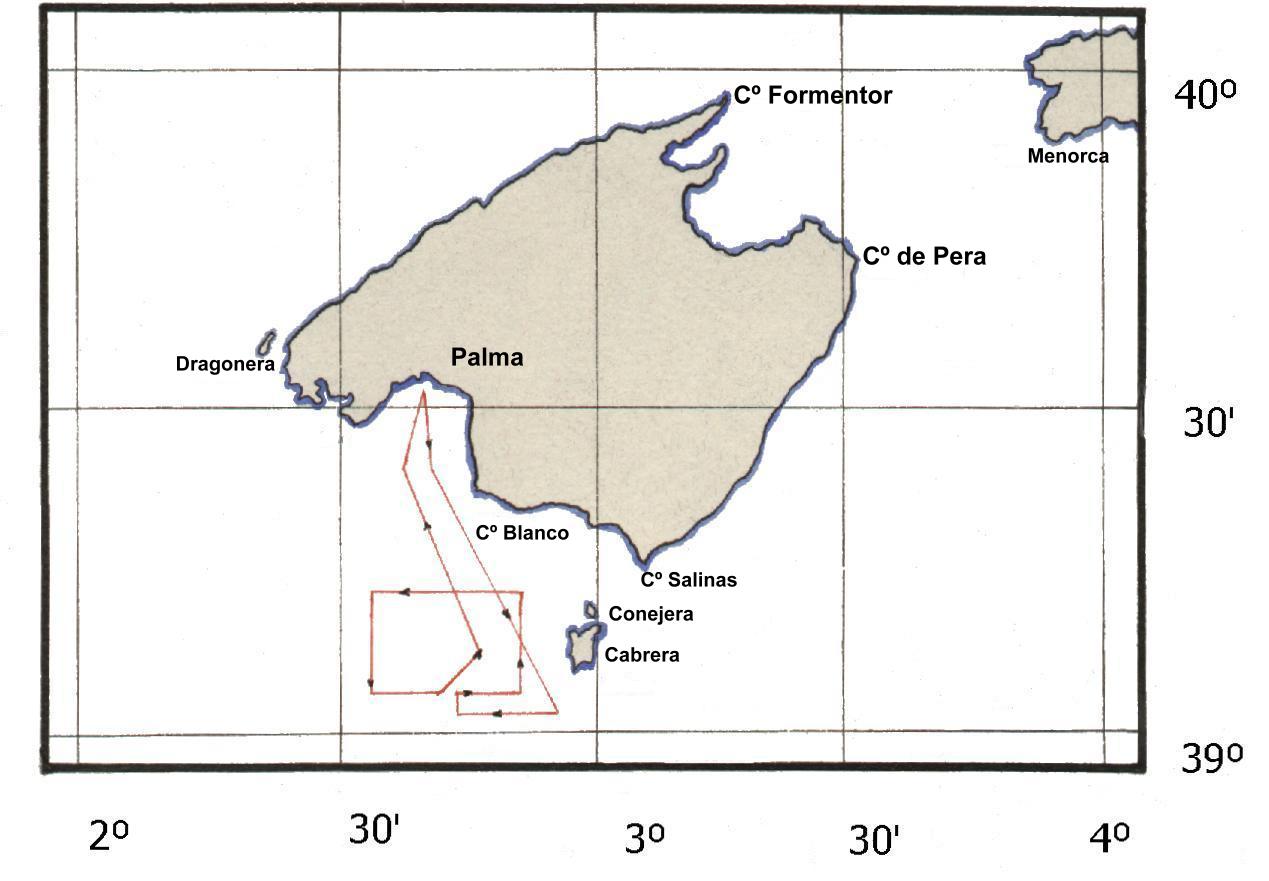 Cº Formentor
40º
Menorca
Cº de Pera
Dragonera
Palma
30'
Cº Blanco
Cº Salinas
Conejera
Cabrera
39º
2º
30'
3º
30'
4º